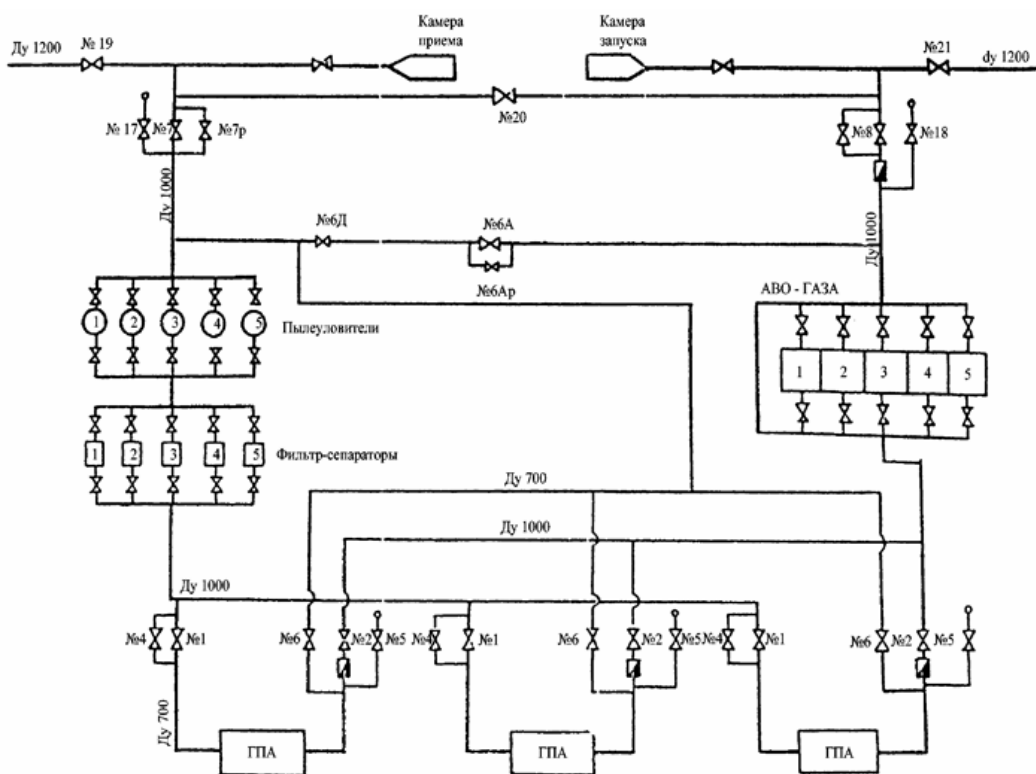 Камера
приема
Камера
запуска
Ду 1200
№ 19
№21
dy 1200
№20
№ 17
№7
№7р
№8
№18
Ду 1000
№6Д
№6А
Ду 1000
№6Ар
АВО - ГАЗА
1 2 3 4 5
Пылеуловители
1 2 3 4 5
1 2 3 4 5
Фильтр-сепараторы
Ду 700
Ду 1000
Ду 1000
№4 №1 №6 №2 №5 №4 №1 №6 №2 №5 №4 №1 №6 №2 №5
Ду 700
ГПА ГПА ГПА